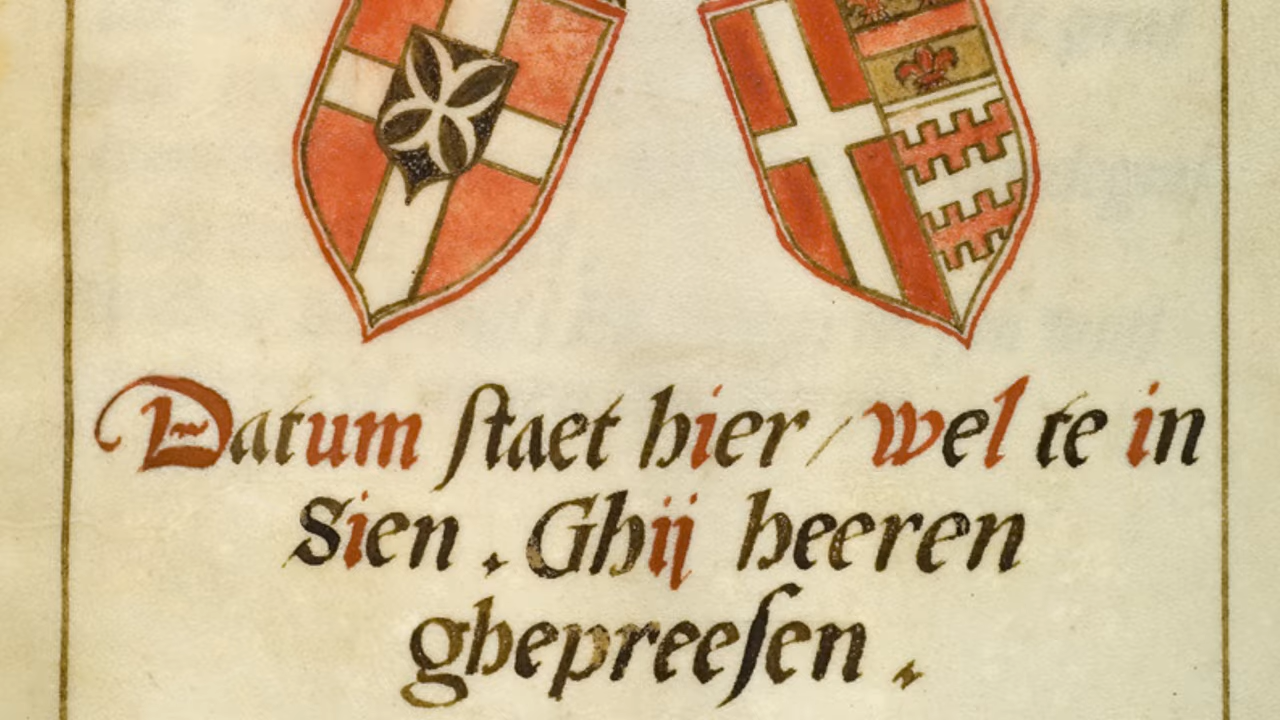 Datum ſtaet hier / wel te in
Sien . Ghij heeren
ghepreeſen .